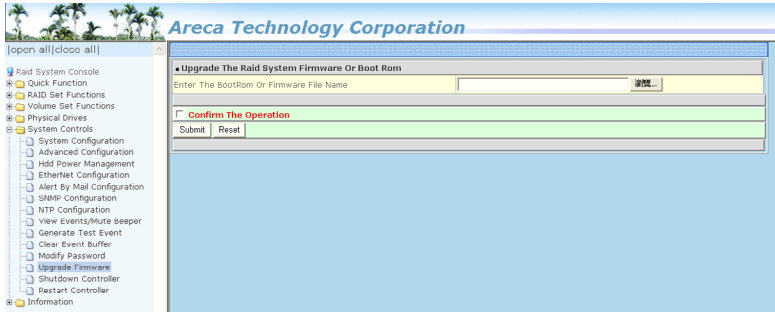 Areca Technology Corporation
|open all|close all|
Raid System Console
Quick Function
RAID Set Functions
Volume Set Functions
Physical Drives
System Controls
System Configuration
Advanced Configuration
Hdd Power Management
EtherNet Configuration
Alert By Mail Configuration
SNMP Configuration
NTP Configuration
View Events/Mute Beeper
Generate Test Event
Clear Event Buffer
Modify Password
Upgrade Firmware
Shutdown Controller
Restart Controller
Information
Upgrade The Raid System Firmware Or Boot Rom
Enter The BootRom Or Firmware File Name 瀏覽...
Confirm The Operation
Submit Reset